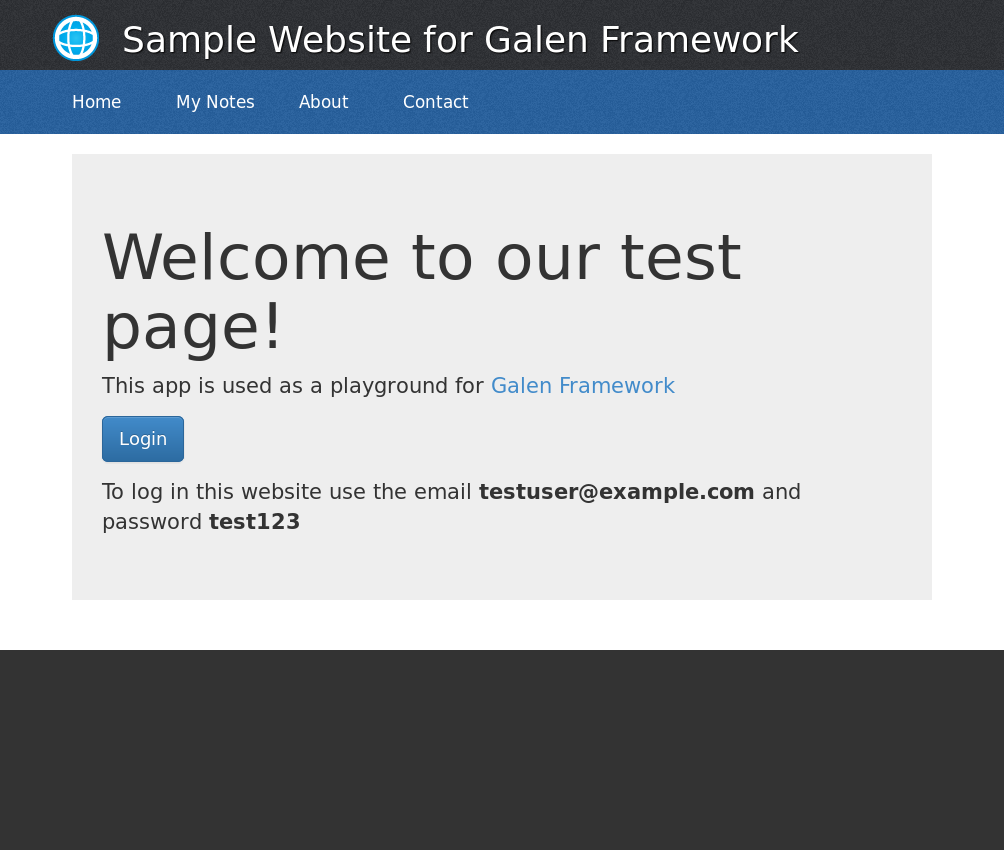 Sample Website for Galen Framework
Home My Notes About Contact
Welcome to our test
page!
This app is used as a playground for Galen Framework
Login
To log in this website use the email testuser@example.com and
password test123